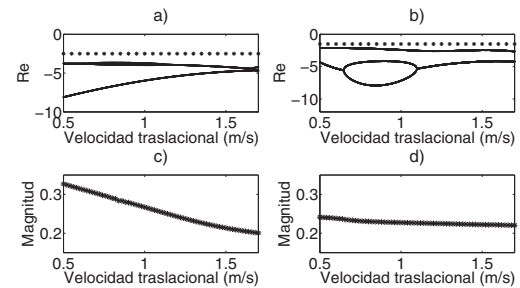 a)
b)
0
−5
−10
Re
0.5
1
1.5
Velocidad traslacional (m/s)
0
−5
−10
Re
0.5
1
1.5
Velocidad traslacional (m/s)
c)
d)
0.3
0.2
Magnitud
0.5
1
1.5
Velocidad traslacional (m/s)
0.3
0.2
Magnitud
0.5
1
1.5
Velocidad traslacional (m/s)